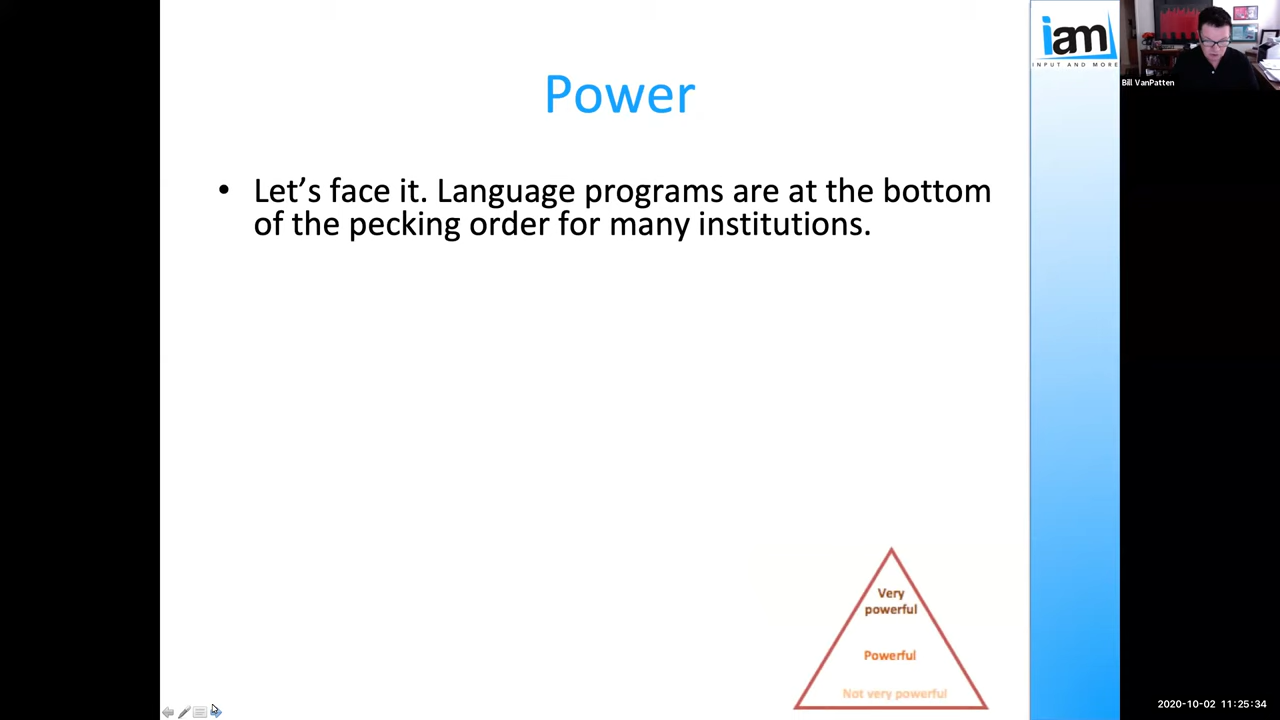 Power
• Let’s face it. Language programs are at the bottom
of the pecking order for many institutions.
Very
powerful
Powerful
Not very powerful
iam
INPUT AND MORE
Bill VanPatten
2020-10-02 11:25:34